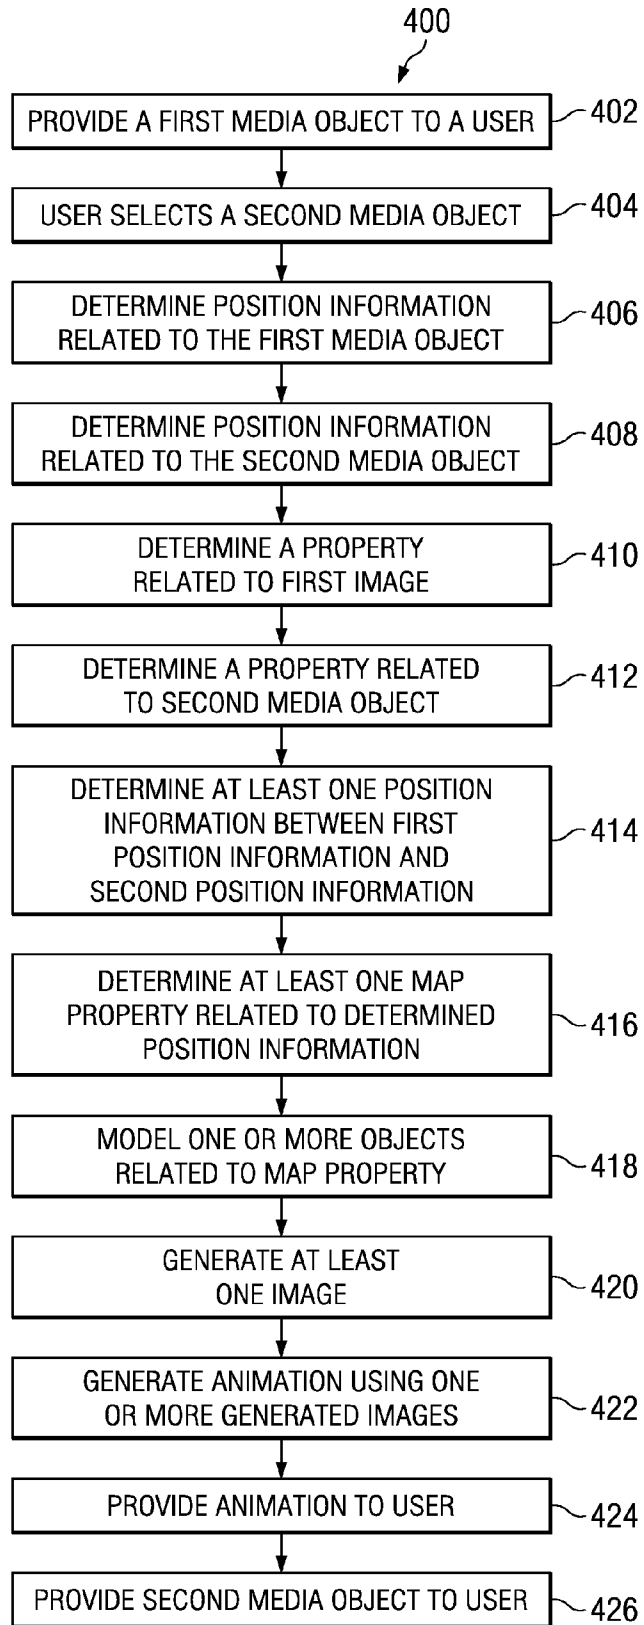 400
PROVIDE A FIRST MEDIA OBJECT TO A USER
402
USER SELECTS A SECOND MEDIA OBJECT
404
DETERMINE POSITION INFORMATION
RELATED TO THE FIRST MEDIA OBJECT
406
DETERMINE POSITION INFORMATION
RELATED TO THE SECOND MEDIA OBJECT
408
DETERMINE A PROPERTY
RELATED TO FIRST IMAGE
410
DETERMINE A PROPERTY RELATED
TO SECOND MEDIA OBJECT
412
DETERMINE AT LEAST ONE POSITION
INFORMATION BETWEEN FIRST
POSITION INFORMATION AND
SECOND POSITION INFORMATION
414
DETERMINE AT LEAST ONE MAP
PROPERTY RELATED TO DETERMINED
POSITION INFORMATION
416
MODEL ONE OR MORE OBJECTS
RELATED TO MAP PROPERTY
418
GENERATE AT LEAST
ONE IMAGE
420
GENERATE ANIMATION USING ONE
OR MORE GENERATED IMAGES
422
PROVIDE ANIMATION TO USER
424
PROVIDE SECOND MEDIA OBJECT TO USER
426